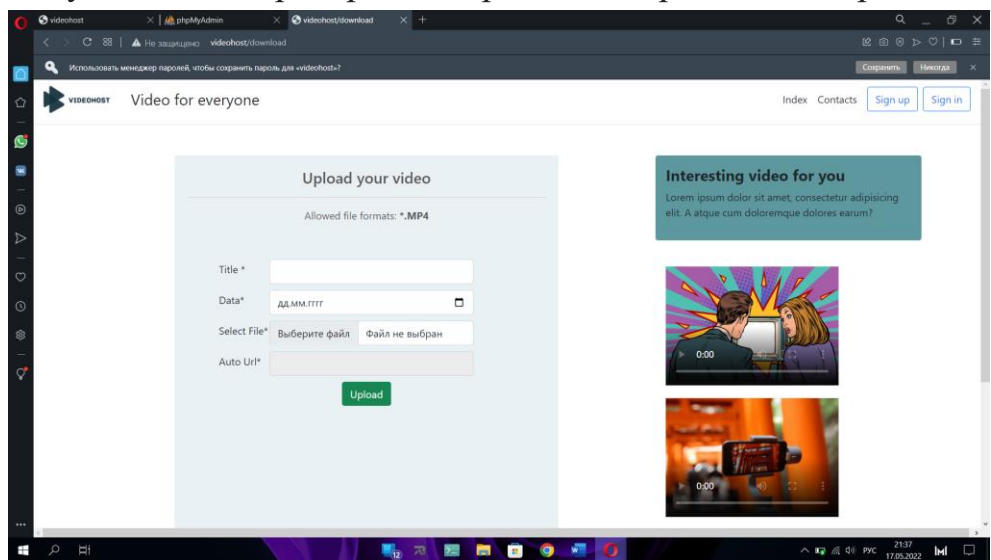 videohost
phpMyAdmin
videohost/download
Не защищено videohost/download
Использовать менеджер паролей, чтобы сохранить пароль для «videohost»?
Сохранить
Никогда
VIDEOHOST
Video for everyone
Index Contacts Sign up Sign in
Upload your video
Allowed file formats: *.MP4
Title *
Data*
дд.мм.гггг
Select File*
Выберите файл Файл не выбран
Auto Url*
Upload
Interesting video for you
Lorem ipsum dolor sit amet, consectetur adipisicing
elit. A atque cum doloremque dolores earum?
0:00
0:00
12
РУС
21:37
17.05.2022